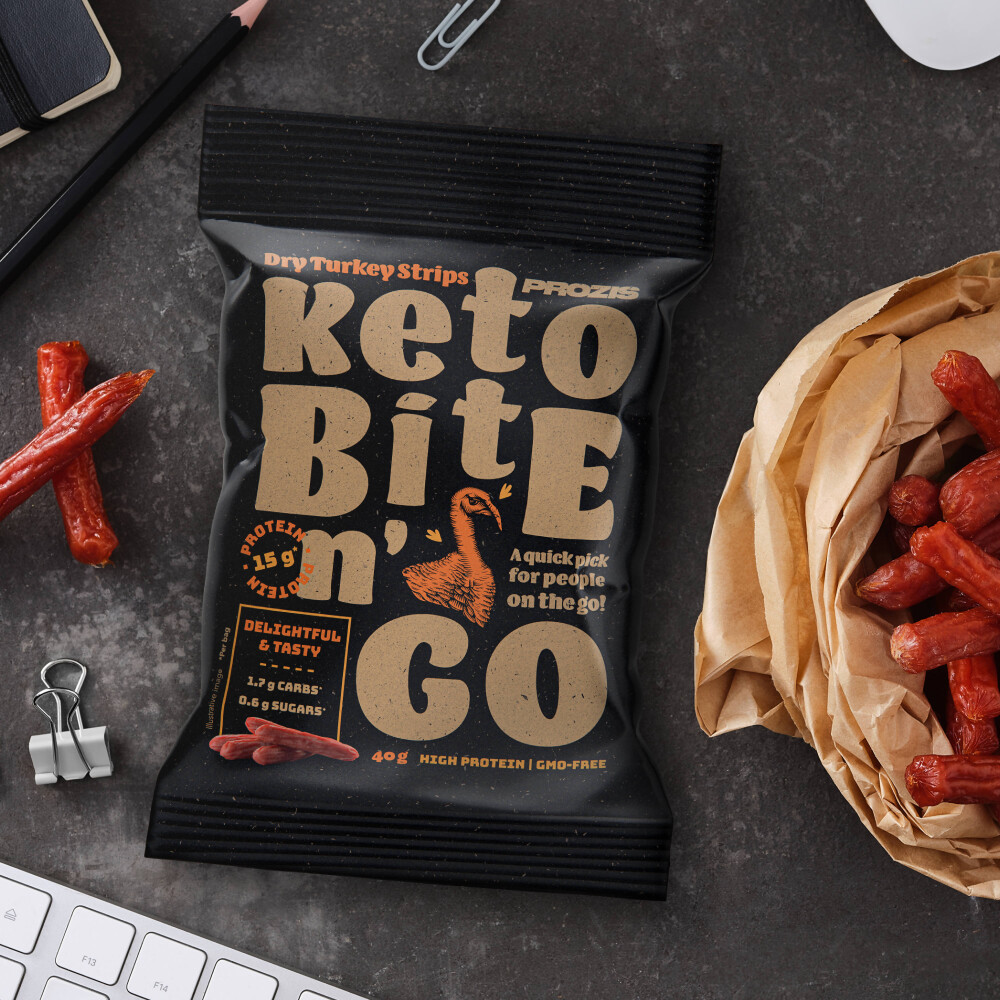 Dry Turkey Strips
PROZIS
Keto
BitE
n'
GO
PROTEIN • PROTEIN •
15 g*
A quick pick
for people
on the go!
DELIGHTFUL
& TASTY
1.7 g CARBS*
0.6 g SUGARS*
*Per bag
Illustrative image
40 g HIGH PROTEIN | GMO-FREE
F13
F14